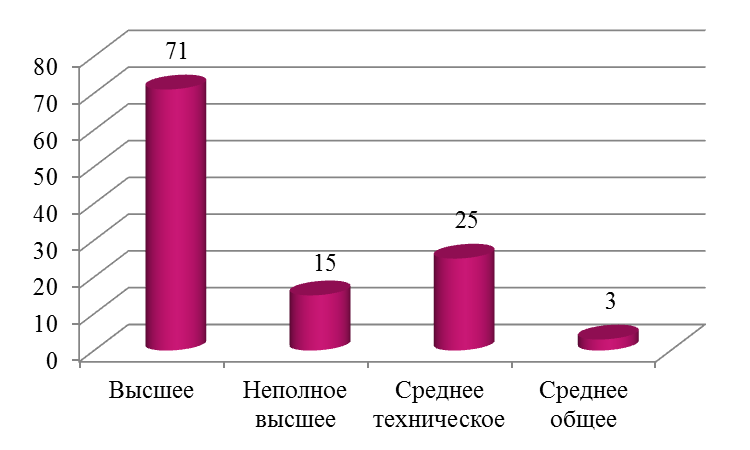 71
80
70
60
50
40
30
20
10
0
15
25
3
Высшее
Неполное
высшее
Среднее
техническое
Среднее
общее